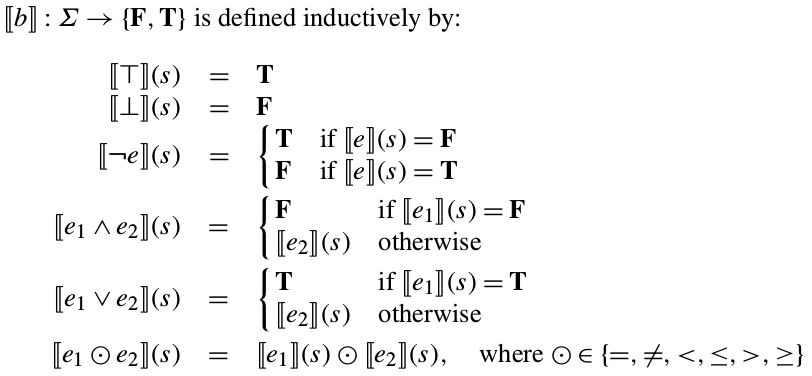 ⟦b⟧ : Σ → {F, T} is defined inductively by:
⟦⊤⟧(s) = T
⟦⊥⟧(s) = F
⟦¬e⟧(s) = { T if ⟦e⟧(s) = F
F if ⟦e⟧(s) = T
⟦e₁ ∧ e₂⟧(s) = { F if ⟦e₁⟧(s) = F
⟦e₂⟧(s) otherwise
⟦e₁ ∨ e₂⟧(s) = { T if ⟦e₁⟧(s) = T
⟦e₂⟧(s) otherwise
⟦e₁ ⊙ e₂⟧(s) = ⟦e₁⟧(s) ⊙ ⟦e₂⟧(s), where ⊙ ∈ {=, ≠, <, ≤, >, ≥}